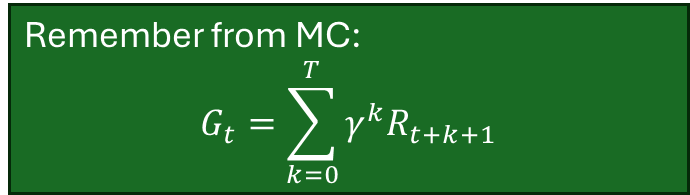 Remember from MC:
$G_t = \sum_{k=0}^{T} \gamma^k R_{t+k+1}$